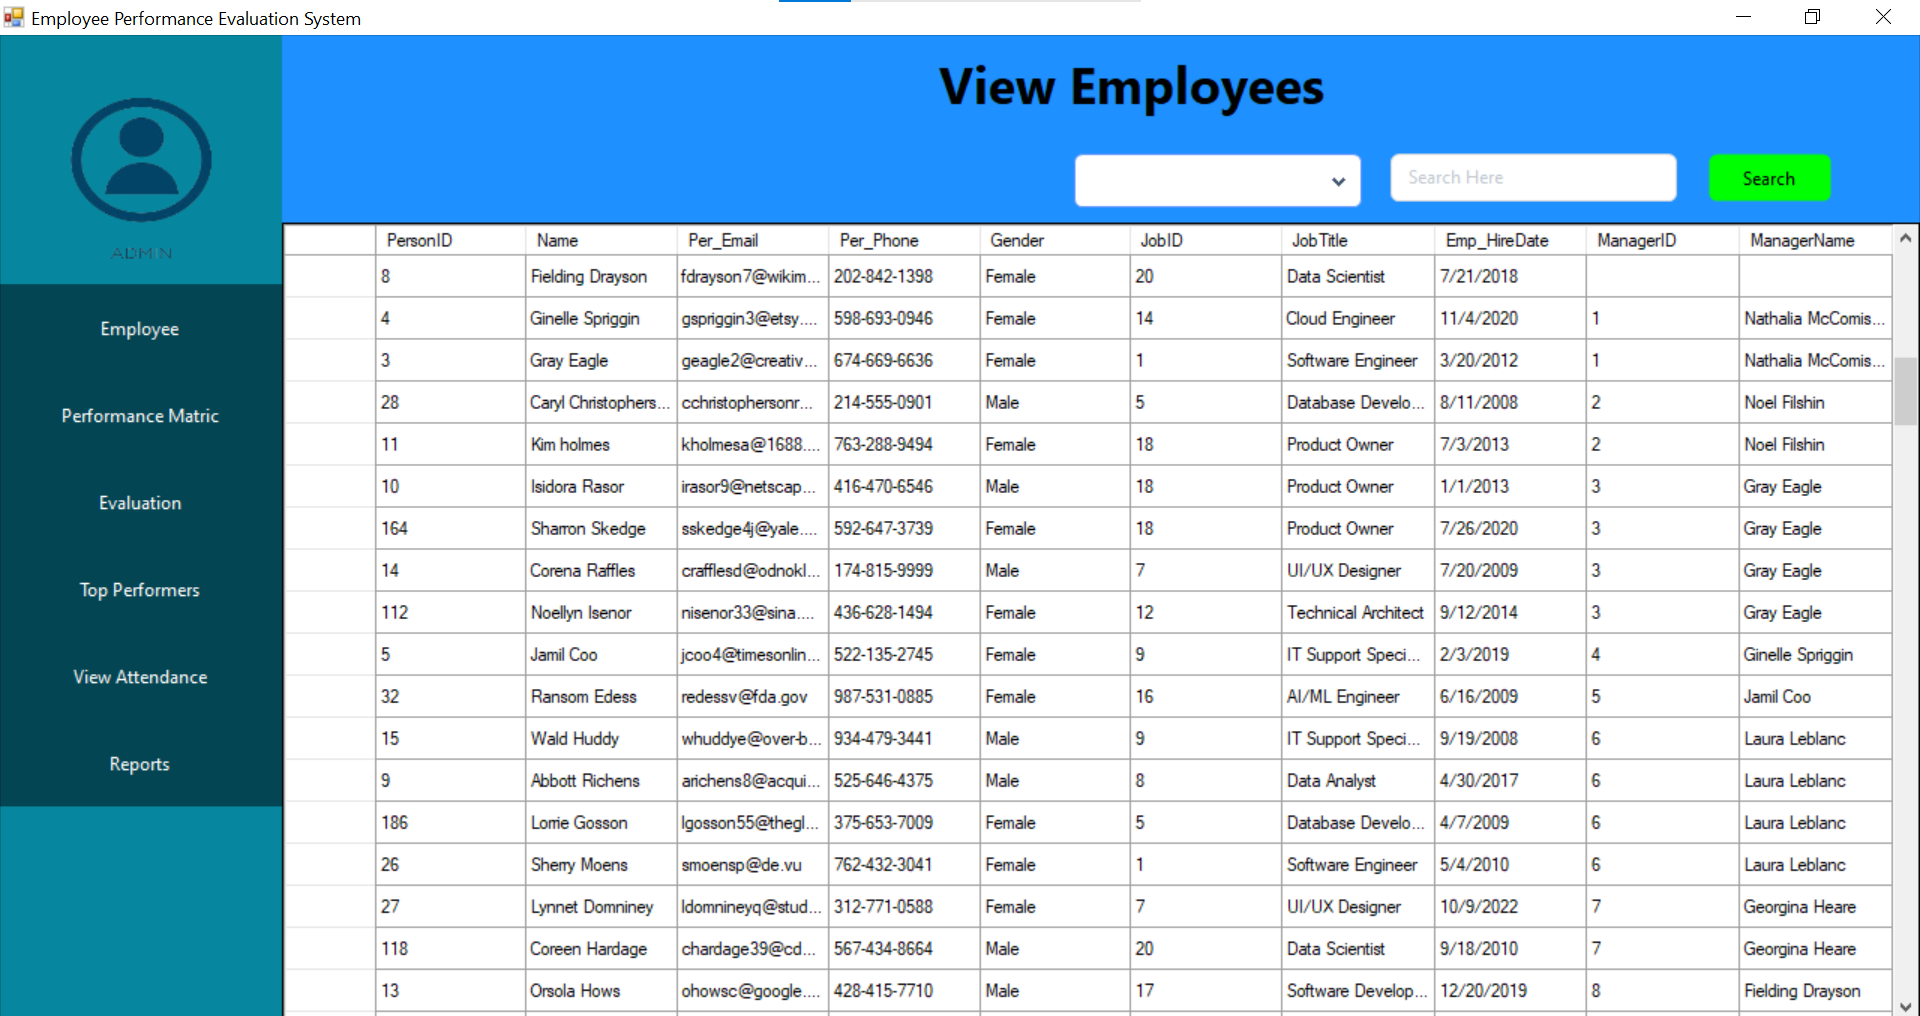 Employee Performance Evaluation System
View Employees
Search Here Search
ADMIN
Employee
Performance Matric
Evaluation
Top Performers
View Attendance
Reports
PersonID Name Per_Email Per_Phone Gender JobID JobTitle Emp_HireDate ManagerID ManagerName
8 Fielding Drayson fdrayson7@wikim... 202-842-1398 Female 20 Data Scientist 7/21/2018
4 Ginelle Spriggin gspriggin3@etsy.... 598-693-0946 Female 14 Cloud Engineer 11/4/2020 1 Nathalia McComis...
3 Gray Eagle geagle2@creativ... 674-669-6636 Female 1 Software Engineer 3/20/2012 1 Nathalia McComis...
28 Caryl Christophers... cchristophersonr... 214-555-0901 Male 5 Database Develo... 8/11/2008 2 Noel Filshin
11 Kim holmes kholmesa@1688.... 763-288-9494 Female 18 Product Owner 7/3/2013 2 Noel Filshin
10 Isidora Rasor irasor9@netscap... 416-470-6546 Male 18 Product Owner 1/1/2013 3 Gray Eagle
164 Sharron Skedge sskedge4j@yale.... 592-647-3739 Female 18 Product Owner 7/26/2020 3 Gray Eagle
14 Corena Raffles crafflesd@odnokl... 174-815-9999 Male 7 UI/UX Designer 7/20/2009 3 Gray Eagle
112 Noellyn Isenor nisenor33@sina.... 436-628-1494 Female 12 Technical Architect 9/12/2014 3 Gray Eagle
5 Jamil Coo jcoo4@timesonlin... 522-135-2745 Female 9 IT Support Speci... 2/3/2019 4 Ginelle Spriggin
32 Ransom Edess redessv@fda.gov 987-531-0885 Female 16 AI/ML Engineer 6/16/2009 5 Jamil Coo
15 Wald Huddy whuddye@over-b... 934-479-3441 Male 9 IT Support Speci... 9/19/2008 6 Laura Leblanc
9 Abbott Richens arichens8@acqui... 525-646-4375 Male 8 Data Analyst 4/30/2017 6 Laura Leblanc
186 Lorrie Gosson lgosson55@thegl... 375-653-7009 Female 5 Database Develo... 4/7/2009 6 Laura Leblanc
26 Sherry Moens smoensp@de.vu 762-432-3041 Female 1 Software Engineer 5/4/2010 6 Laura Leblanc
27 Lynnet Domniney ldomnineyq@stud... 312-771-0588 Female 7 UI/UX Designer 10/9/2022 7 Georgina Heare
118 Coreen Hardage chardage39@cd... 567-434-8664 Male 20 Data Scientist 9/18/2010 7 Georgina Heare
13 Orsola Hows ohowsc@google.... 428-415-7710 Male 17 Software Develop... 12/20/2019 8 Fielding Drayson